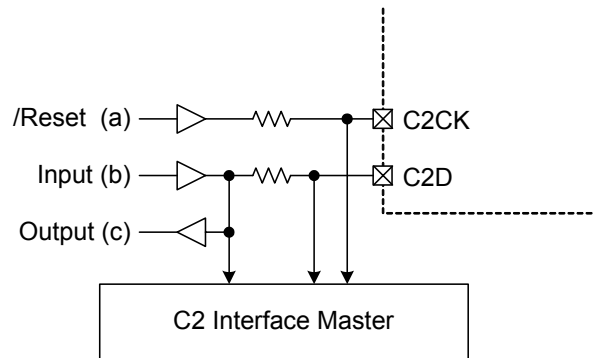 /Reset (a)
C2CK
Input (b)
C2D
Output (c)
C2 Interface Master